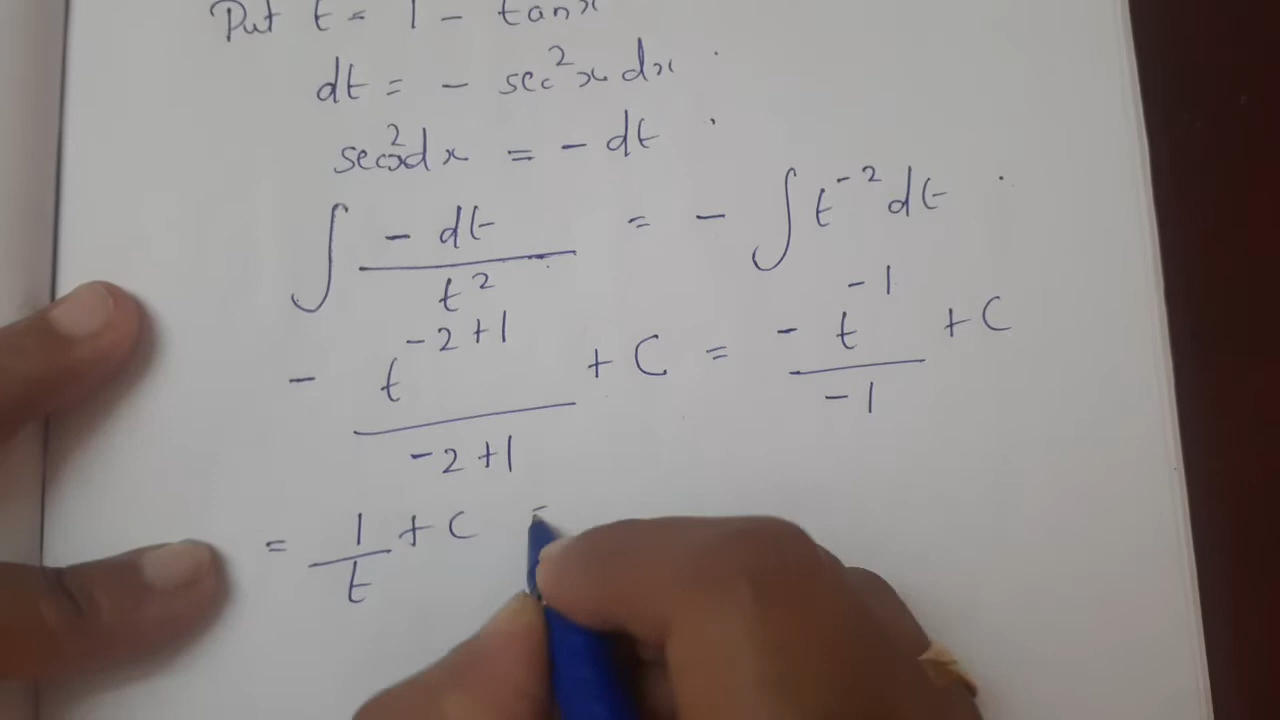 Put t = 1 - tanx
dt = - sec²x dx
sec²x dx = - dt
∫ - dt / t² = - ∫ t⁻² dt
- t⁻²⁺¹ / -2+1 + C = - t⁻¹ / -1 + C
= 1 / t + C =